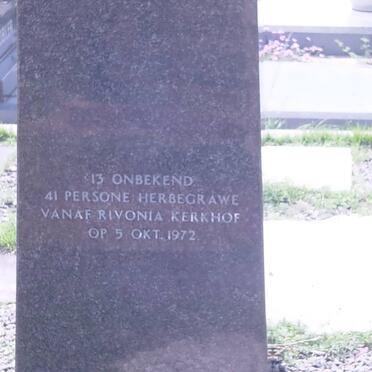 13 ONBEKEND
41 PERSONE HERBEGRAWE
VANAF RIVONIA KERKHOF
OP 5 OKT. 1972.